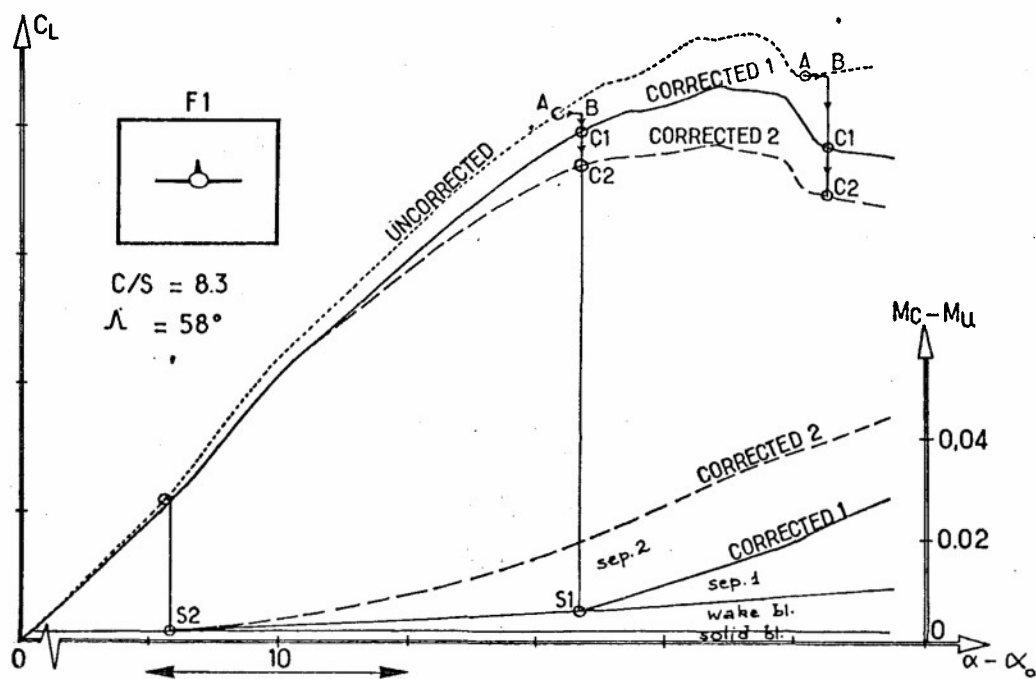 CL
F1
C/S = 8.3
Λ = 58°
UNCORRECTED
A
B
CORRECTED 1
C1
CORRECTED 2
C2
A
B
C1
C2
Mc-Mu
0,04
CORRECTED 2
0.02
CORRECTED 1
sep. 2
sep. 1
S1
wake bl.
S2
solid bl.
0
0
10
α - α₀